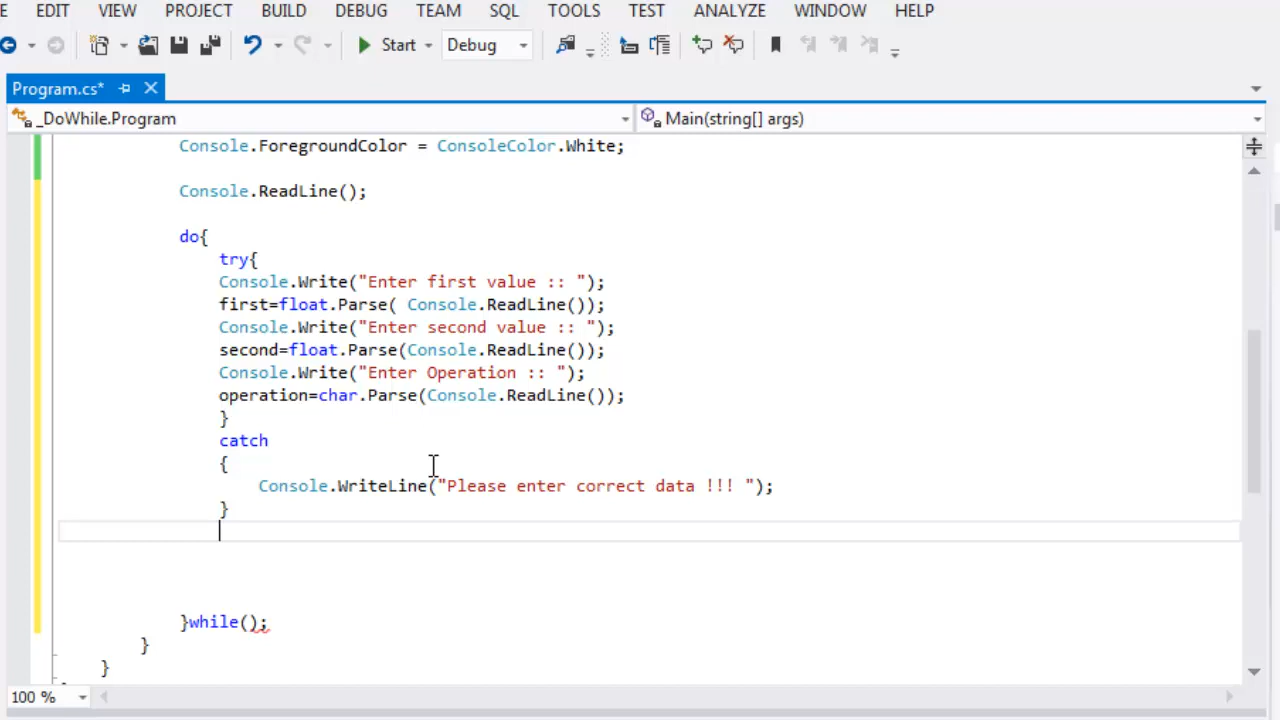 E EDIT VIEW PROJECT BUILD DEBUG TEAM SQL TOOLS TEST ANALYZE WINDOW HELP
Start Debug
Program.cs*
_DoWhile.Program Main(string[] args)
Console.ForegroundColor = ConsoleColor.White;
Console.ReadLine();
do{
try{
Console.Write("Enter first value :: ");
first=float.Parse( Console.ReadLine());
Console.Write("Enter second value :: ");
second=float.Parse(Console.ReadLine());
Console.Write("Enter Operation :: ");
operation=char.Parse(Console.ReadLine());
}
catch
{
Console.WriteLine("Please enter correct data !!! ");
}
}while();
}
}
100 %